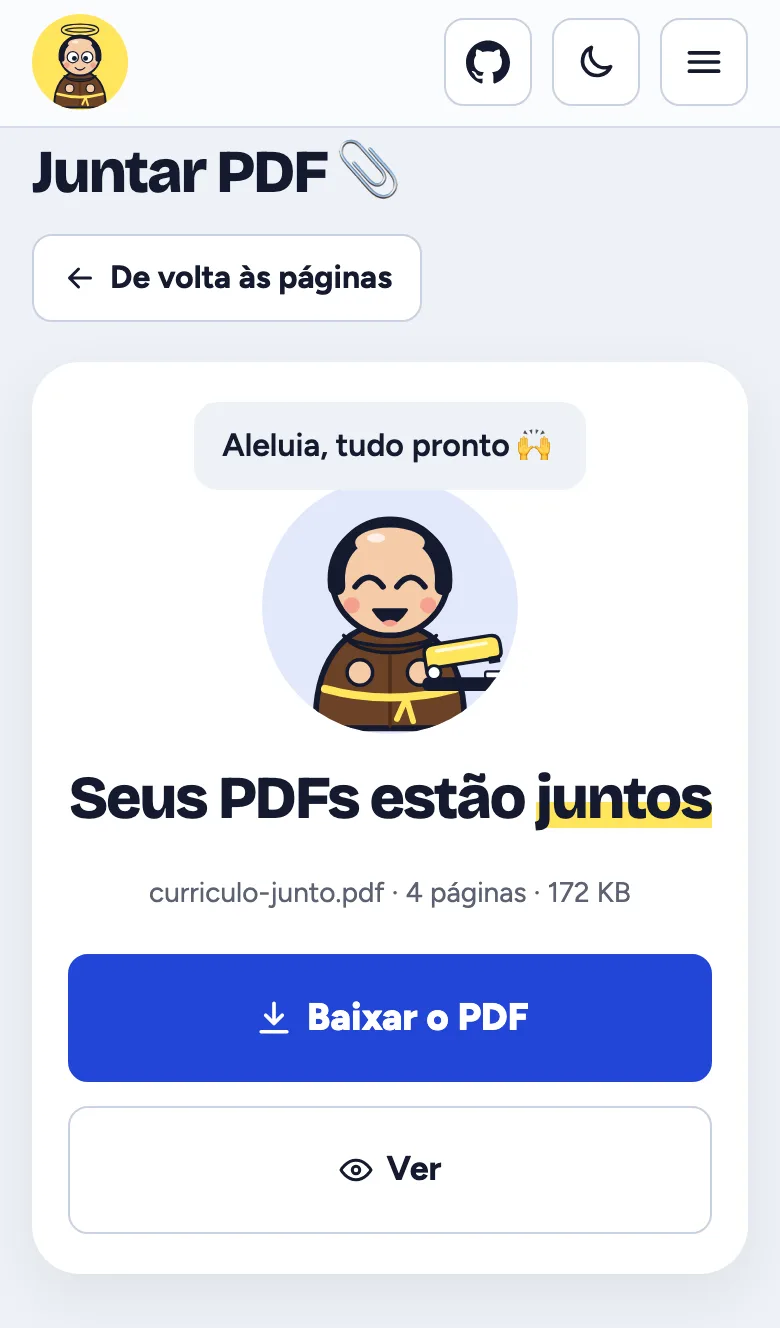 Juntar PDF 📎
← De volta às páginas
Aleluia, tudo pronto 🙌
Seus PDFs estão juntos
curriculo-junto.pdf · 4 páginas · 172 KB
Baixar o PDF
Ver